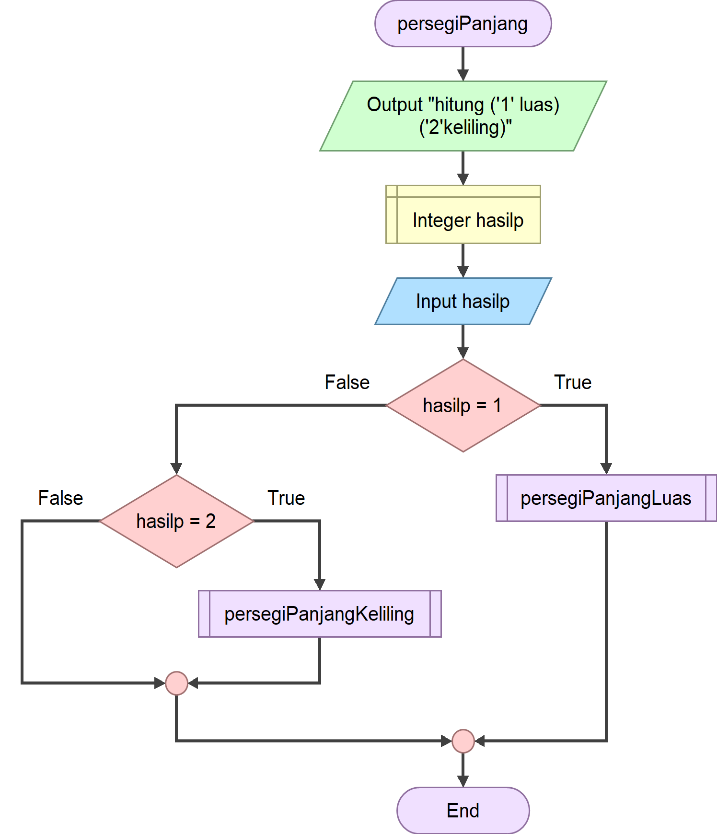 persegiPanjang
Output "hitung ('1' luas)
('2'keliling)"
Integer hasilp
Input hasilp
False
True
hasilp = 1
False
True
hasilp = 2
persegiPanjangLuas
persegiPanjangKeliling
End